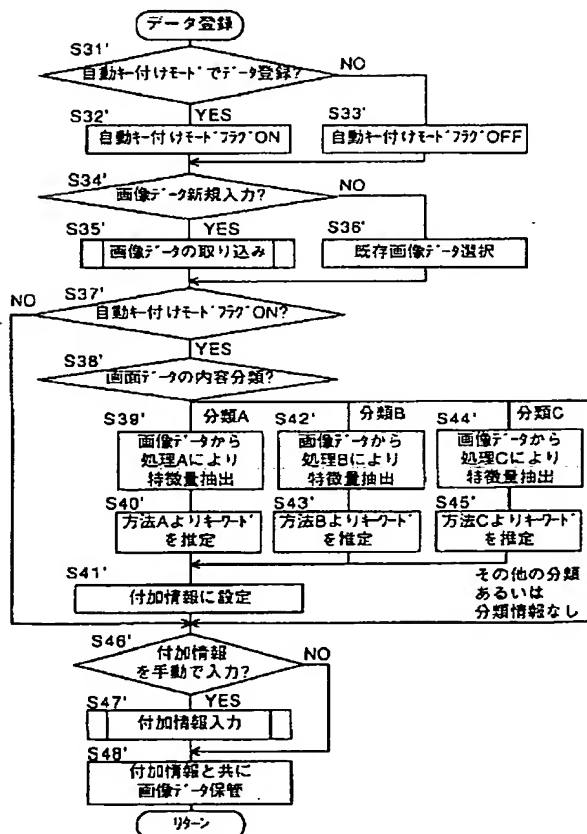 データ登録
S31'
自動キー付けモードでデータ登録?
NO
YES
S32'
自動キー付けモードフラグON
S33'
自動キー付けモードフラグOFF
S34'
画像データ新規入力?
NO
YES
S35'
画像データの取り込み
S36'
既存画像データ選択
S37'
NO
自動キー付けモードフラグON?
YES
S38'
画面データの内容分類?
S39'
分類A
S42'
分類B
S44'
分類C
画像データから
処理Aにより
特徴量抽出
画像データから
処理Bにより
特徴量抽出
画像データから
処理Cにより
特徴量抽出
S40'
方法Aよりキーワード
を推定
S43'
方法Bよりキーワード
を推定
S45'
方法Cよりキーワード
を推定
S41'
付加情報に設定
その他の分類
あるいは
分類情報なし
S46'
付加情報
を手動で入力?
NO
YES
S47'
付加情報入力
S48'
付加情報と共に
画像データ保管
リターン